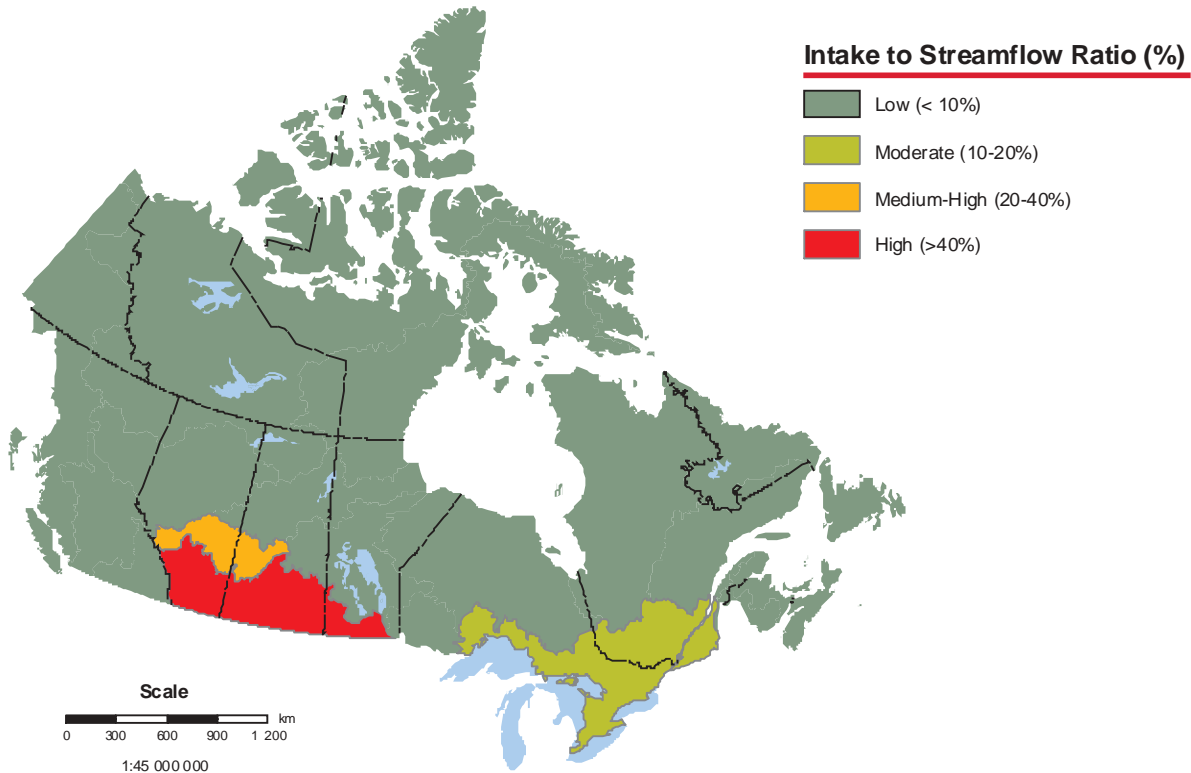 Intake to Streamflow Ratio (%)
Low (< 10%)
Moderate (10-20%)
Medium-High (20-40%)
High (>40%)
Scale
km
0 300 600 900 1 200
1:45 000 000